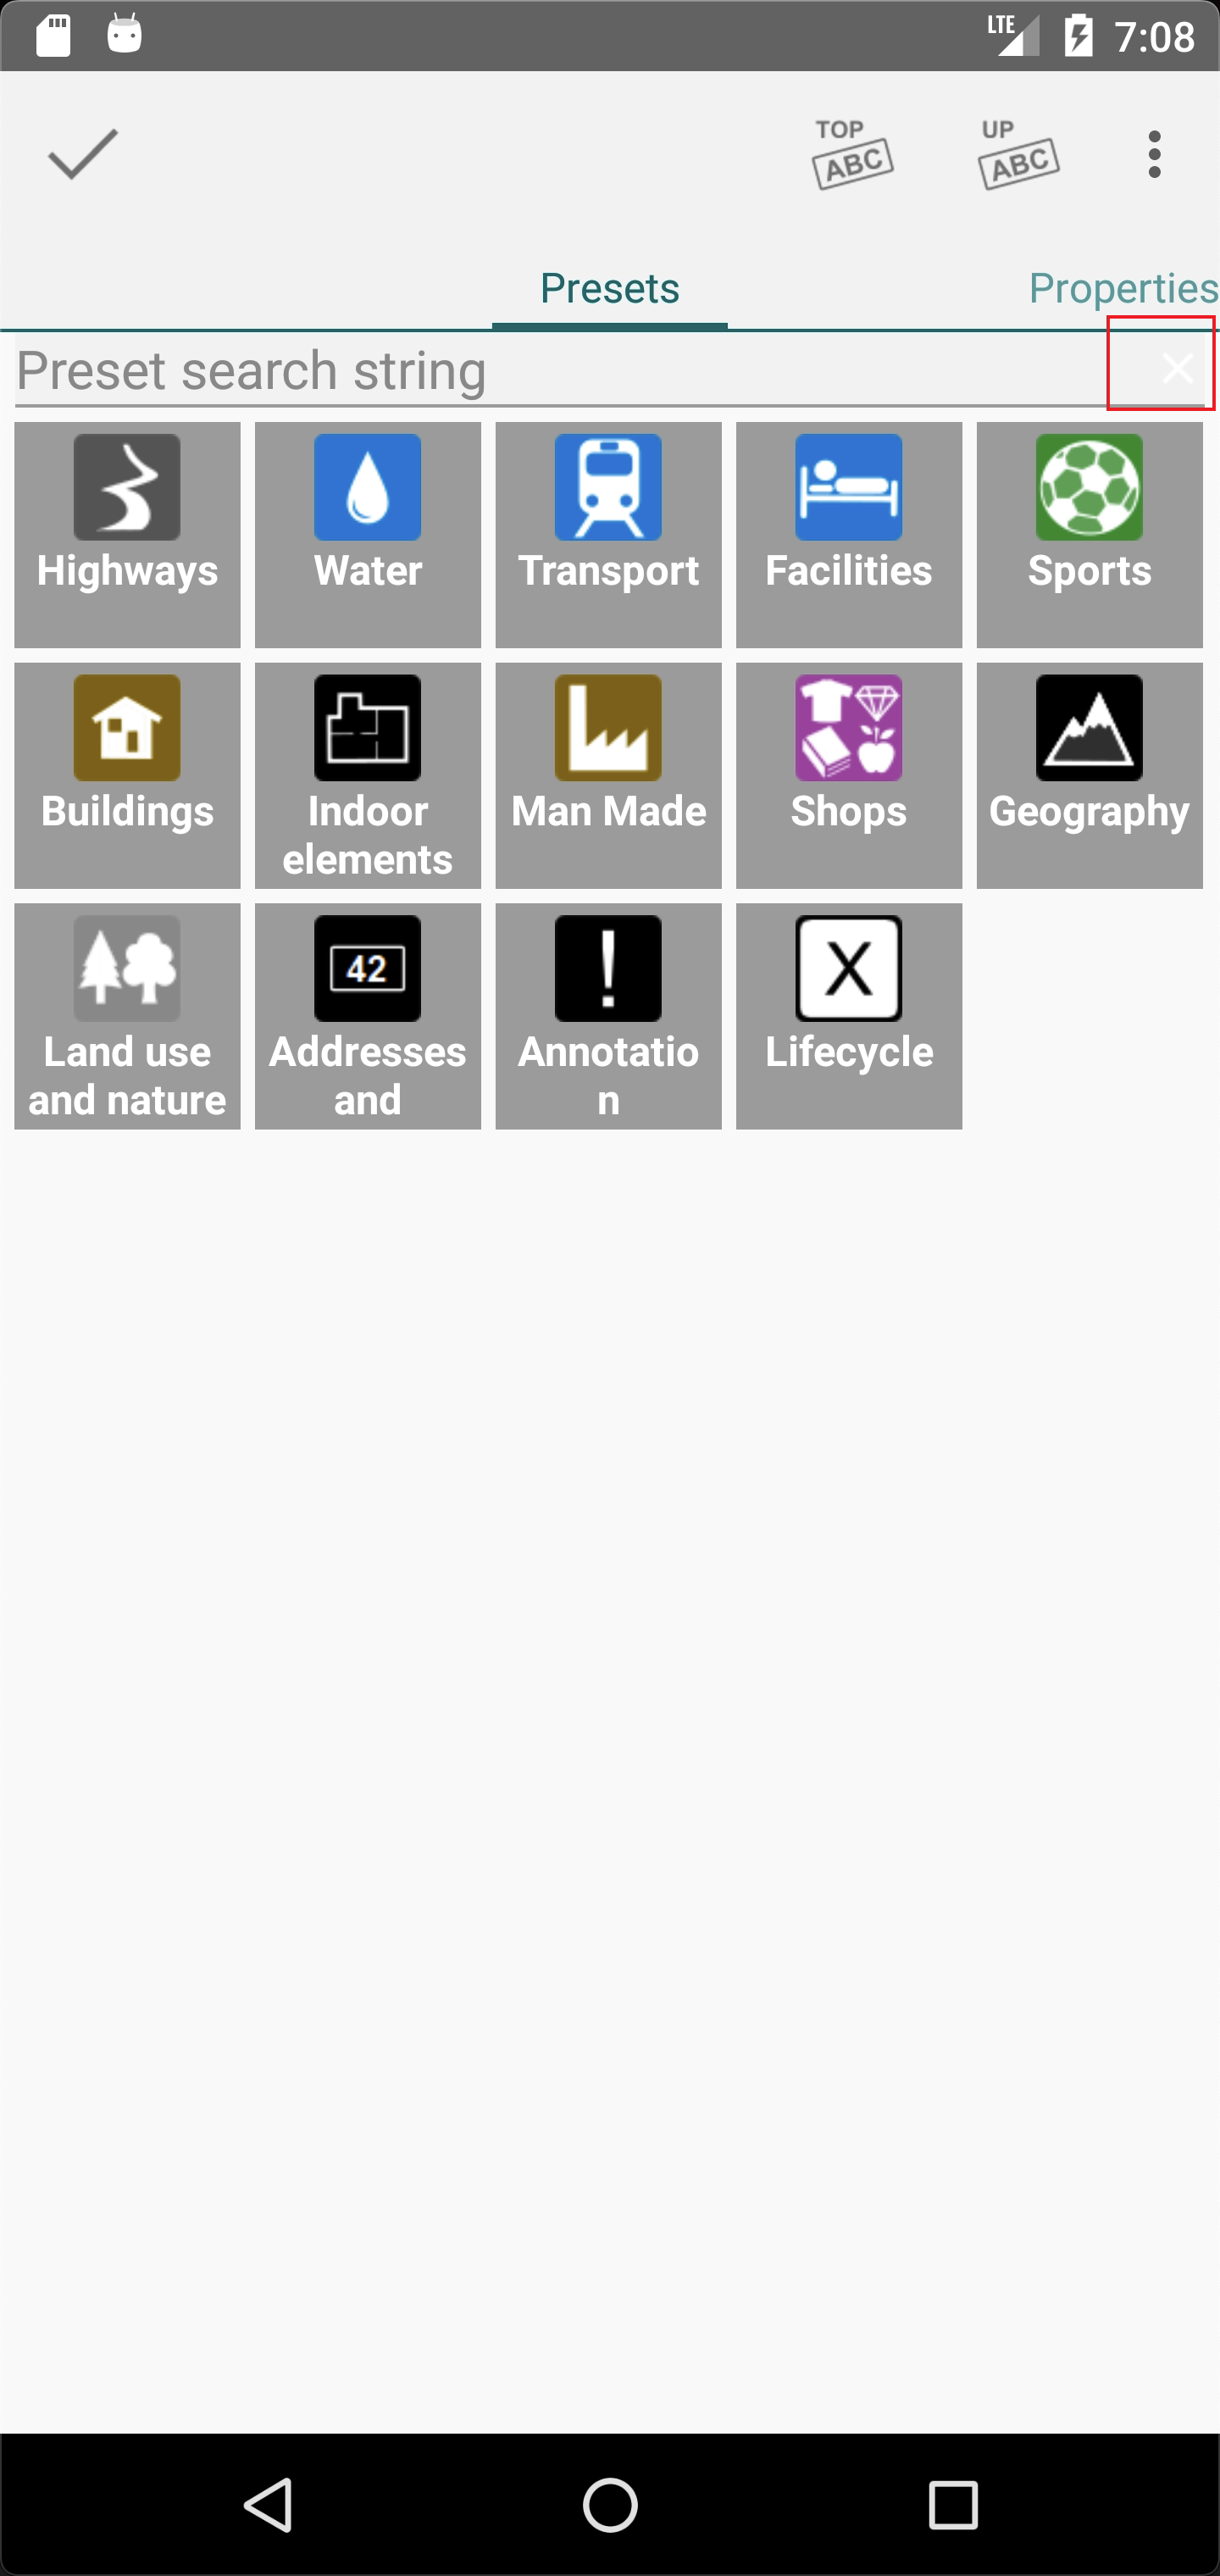 LTE 7:08
TOP ABC UP ABC
Presets Properties
Preset search string
Highways Water Transport Facilities Sports
Buildings Indoor elements Man Made Shops Geography
42 X
Land use and nature Addresses and Annotatio n Lifecycle